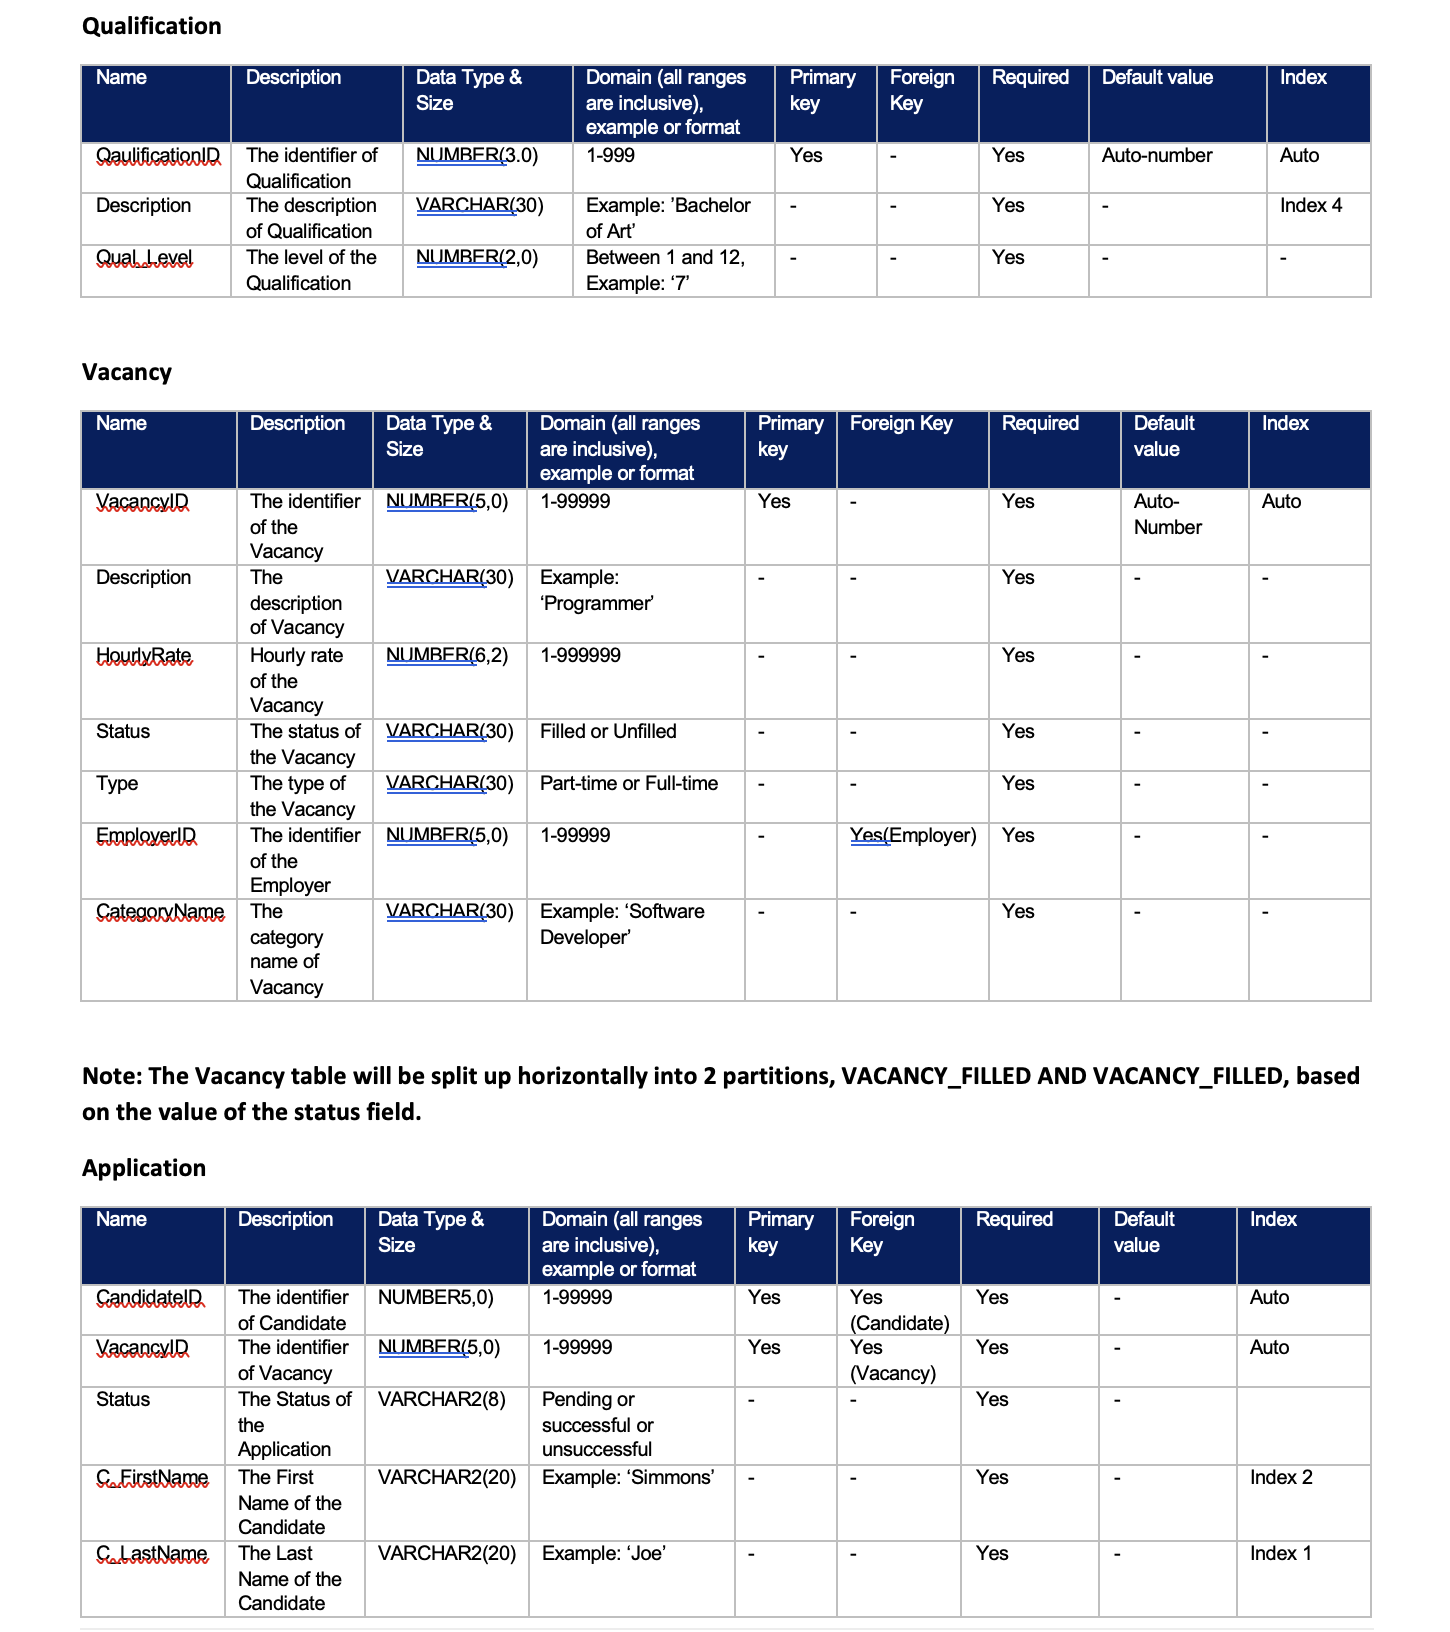 Qualification
Name Description Data Type & Size Domain (all ranges are inclusive), example or format Primary key Foreign Key Required Default value Index
QaulificationID The identifier of Qualification NUMBER(3.0) 1-999 Yes - Yes Auto-number Auto
Description The description of Qualification VARCHAR(30) Example: ’Bachelor of Art’ - - Yes - Index 4
Qual_Level The level of the Qualification NUMBER(2,0) Between 1 and 12, Example: ‘7’ - - Yes - -
Vacancy
Name Description Data Type & Size Domain (all ranges are inclusive), example or format Primary key Foreign Key Required Default value Index
VacancyID The identifier of the Vacancy NUMBER(5,0) 1-99999 Yes - Yes Auto-Number Auto
Description The description of Vacancy VARCHAR(30) Example: ‘Programmer’ - - Yes - -
HourlyRate Hourly rate of the Vacancy NUMBER(6,2) 1-999999 - - Yes - -
Status The status of the Vacancy VARCHAR(30) Filled or Unfilled - - Yes - -
Type The type of the Vacancy VARCHAR(30) Part-time or Full-time - - Yes - -
EmployerID The identifier of the Employer NUMBER(5,0) 1-99999 - Yes(Employer) Yes - -
CategoryName The category name of Vacancy VARCHAR(30) Example: ‘Software Developer’ - - Yes - -
Note: The Vacancy table will be split up horizontally into 2 partitions, VACANCY_FILLED AND VACANCY_FILLED, based
on the value of the status field.
Application
Name Description Data Type & Size Domain (all ranges are inclusive), example or format Primary key Foreign Key Required Default value Index
CandidateID The identifier of Candidate NUMBER5,0) 1-99999 Yes Yes (Candidate) Yes - Auto
VacancyID The identifier of Vacancy NUMBER(5,0) 1-99999 Yes Yes (Vacancy) Yes - Auto
Status The Status of the Application VARCHAR2(8) Pending or successful or unsuccessful - - Yes -
C_FirstName The First Name of the Candidate VARCHAR2(20) Example: ‘Simmons’ - - Yes - Index 2
C_LastName The Last Name of the Candidate VARCHAR2(20) Example: ‘Joe’ - - Yes - Index 1